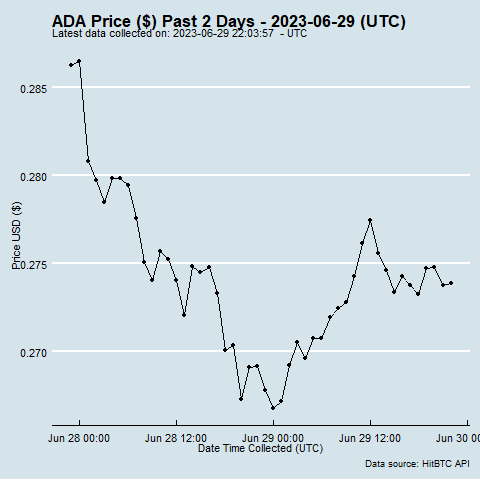 ADA Price ($) Past 2 Days - 2023-06-29 (UTC)
Latest data collected on: 2023-06-29 22:03:57  - UTC
0.285
0.280
0.275
0.270
Price USD ($)
Jun 28 00:00 Jun 28 12:00 Jun 29 00:00 Jun 29 12:00 Jun 30 00
Date Time Collected (UTC)
Data source: HitBTC API